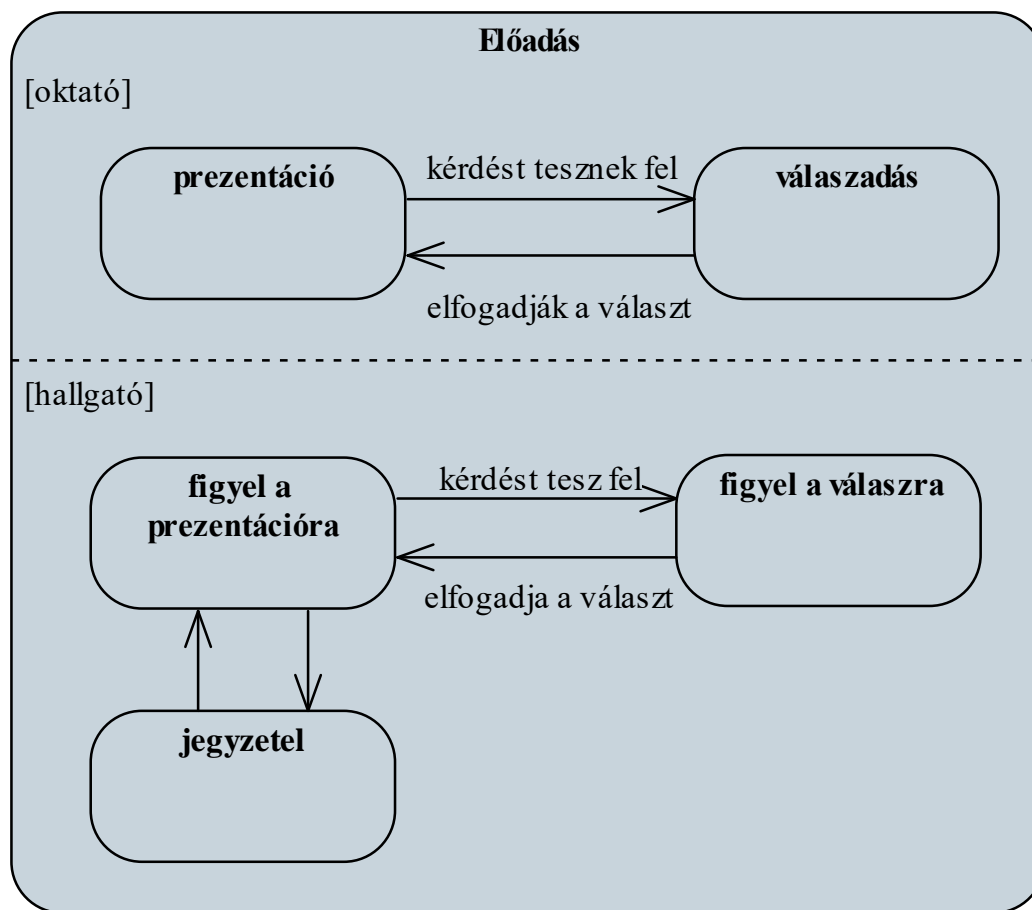 Előadás
[oktató]
prezentáció
kérdést tesznek fel
válaszadás
elfogadják a választ
[hallgató]
figyel a
prezentációra
kérdést tesz fel
figyel a válaszra
elfogadja a választ
jegyzetel